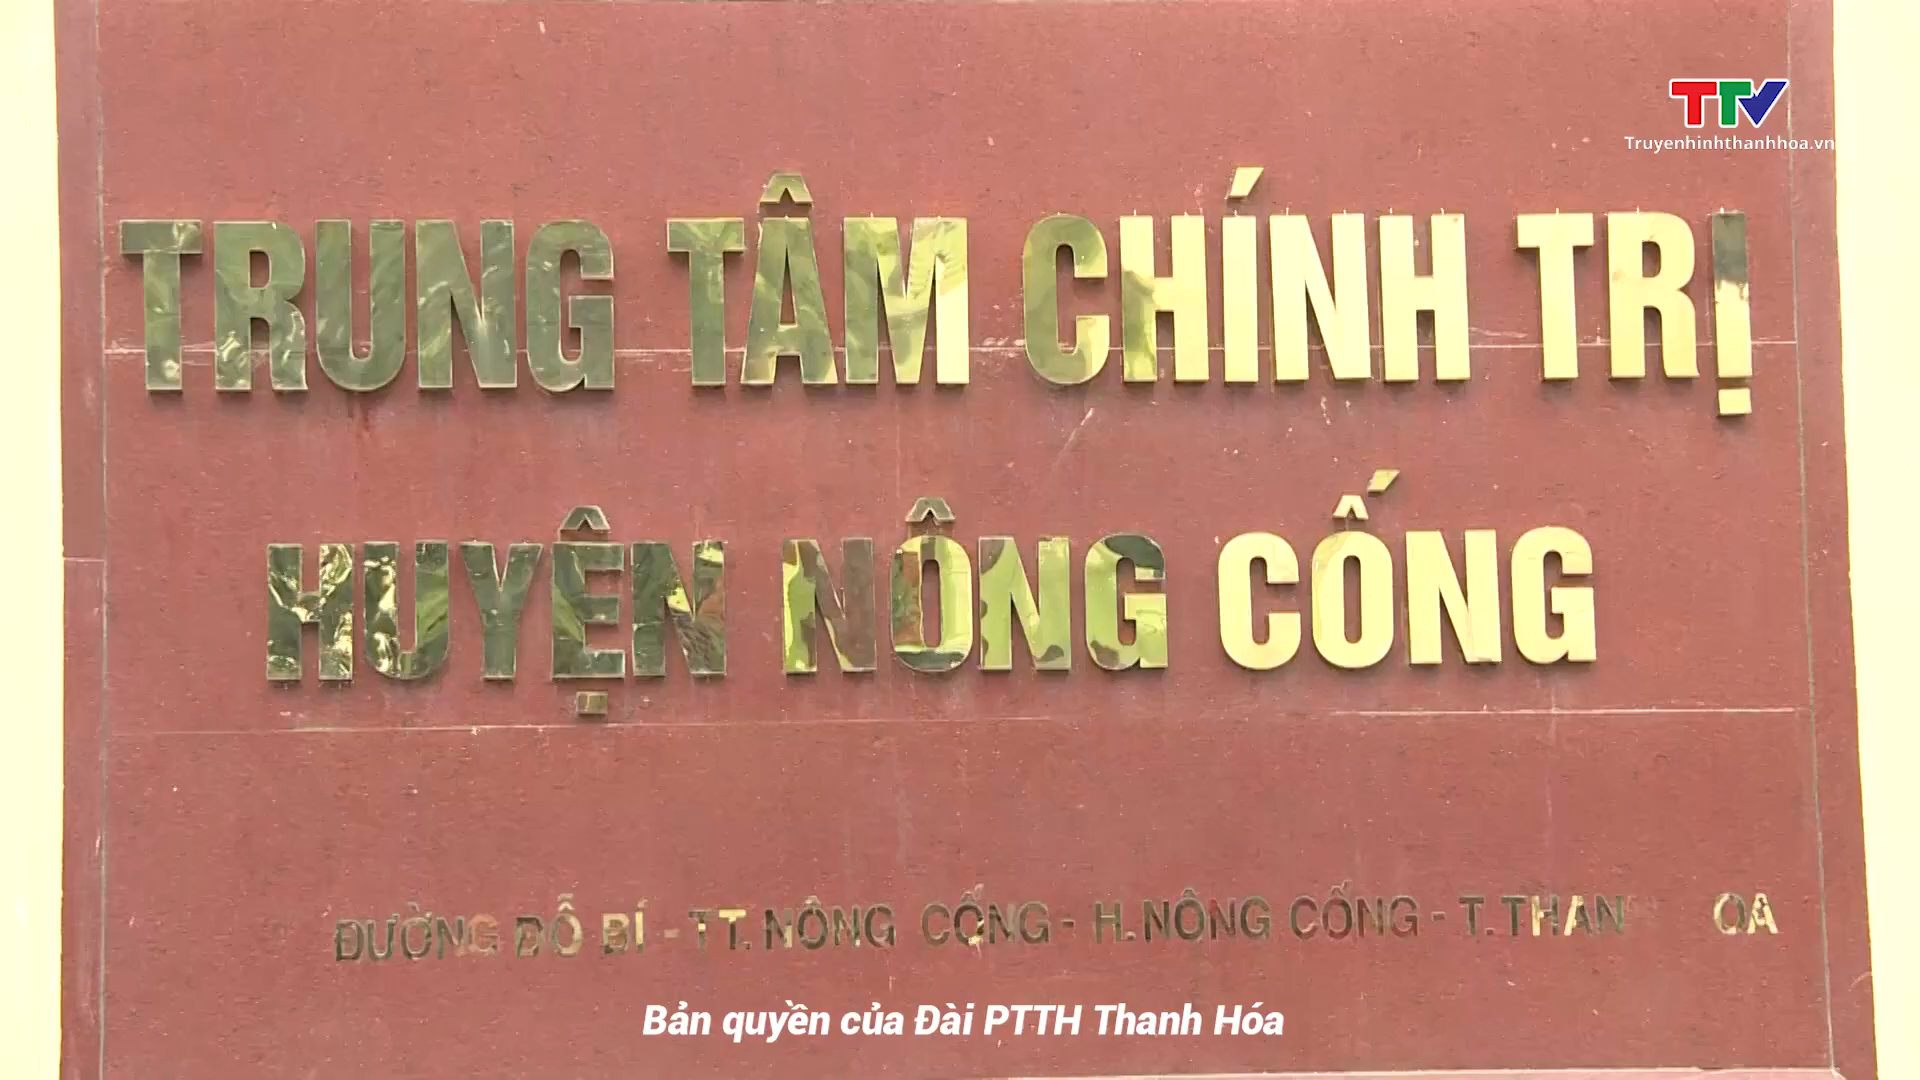 TTV
Truyenhinhthanhhoa.vn
TRUNG TÂM CHÍNH TRỊ
HUYỆN NÔNG CỐNG
ĐƯỜNG ĐỖ BÍ - TT. NÔNG CỐNG - H. NÔNG CỐNG - T. THAN OA
Bản quyền của Đài PTTH Thanh Hóa